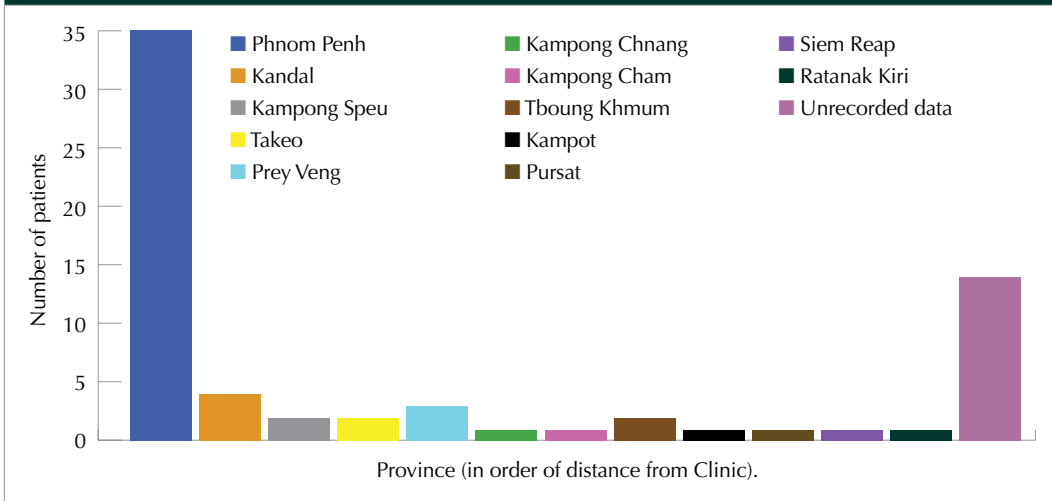 35
30
25
20
15
10
5
0
Number of patients
Phnom Penh
Kandal
Kampong Speu
Takeo
Prey Veng
Kampong Chnang
Kampong Cham
Tboung Khmum
Kampot
Pursat
Siem Reap
Ratanak Kiri
Unrecorded data
Province (in order of distance from Clinic).